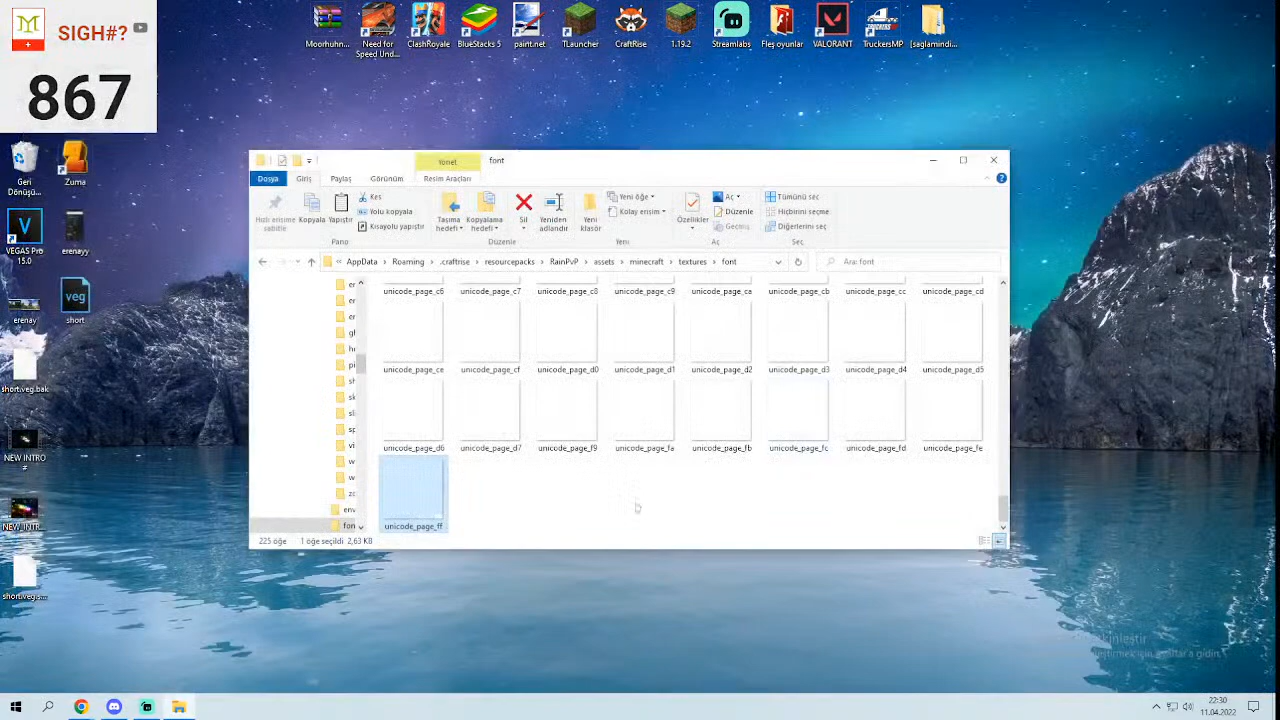 SIGH#?
867
Moorhuhn...
Need for
Speed Und...
ClashRoyale
BlueStacks 5
paint.net
TLauncher
CraftRise
1.19.2
Streamlabs
Fleş oyunlar
VALORANT
TruckersMP
[saglamindi...
Geri
Dönüşü...
Zuma
VEGAS Pro
15.0
erenayy
erenay
veg
short
short.veg.bak
NEW INTRO
#
NEW_INTR...
short.veg.s...
Yönet
font
Dosya
Giriş
Paylaş
Görünüm
Resim Araçları
Hızlı erişime
sabitle
Kopyala
Yapıştır
Kes
Yolu kopyala
Kısayolu yapıştır
Taşıma
hedefi
Kopyalama
hedefi
Sil
Yeniden
adlandır
Yeni
klasör
Yeni öğe
Kolay erişim
Özellikler
Aç
Düzenle
Geçmiş
Tümünü seç
Hiçbirini seçme
Diğerlerini seç
Pano
Düzenle
Yeni
Aç
Seç
« AppData › Roaming › .craftrise › resourcepacks › RainPvP › assets › minecraft › textures › font
Ara: font
unicode_page_c6 unicode_page_c7 unicode_page_c8 unicode_page_c9 unicode_page_ca unicode_page_cb unicode_page_cc unicode_page_cd
unicode_page_ce unicode_page_cf unicode_page_d0 unicode_page_d1 unicode_page_d2 unicode_page_d3 unicode_page_d4 unicode_page_d5
unicode_page_d6 unicode_page_d7 unicode_page_f9 unicode_page_fa unicode_page_fb unicode_page_fc unicode_page_fd unicode_page_fe
unicode_page_ff
225 öğe
1 öğe seçildi 2,63 KB
22:30
11.04.2022